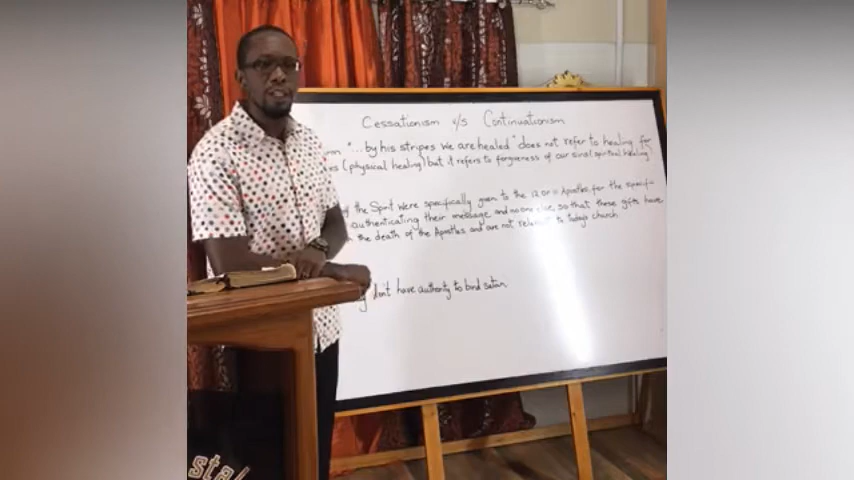 Cessationism v/s Continuationism
"...by his stripes we are healed" does not refer to healing for
(physical healing) but it refers to forgiveness of our sins/spiritual healing
the Spirit were specifically given to the 12 or 11 Apostles for the specif-
authenticating their message and no one else, so that these gifts have
the death of the Apostles and are not to todays church
don't have authority to bind satan